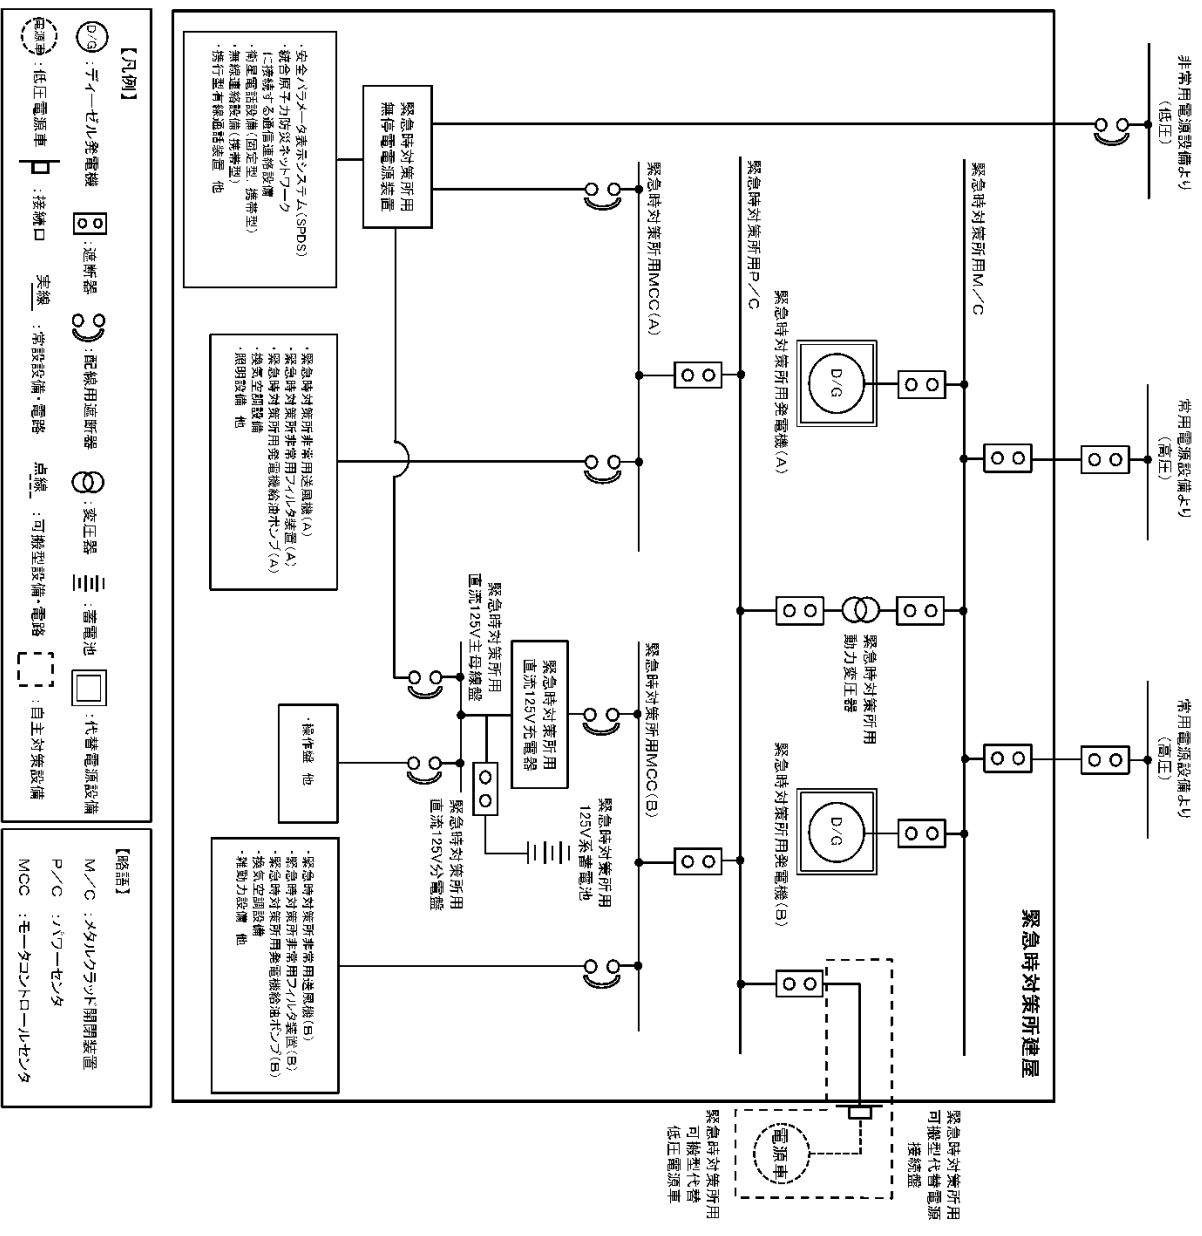 非常用電源設備より
(低圧)
常用電源設備より
(高圧)
常用電源設備より
(高圧)
緊急時対策所建屋
緊急時対策所用M/C
緊急時対策所用発電機(A)
D/G
緊急時対策所用
動力変圧器
緊急時対策所用発電機(B)
D/G
緊急時対策所用
可搬型代替電源
接続盤
緊急時対策所用P/C
電源車
緊急時対策所用
可搬型代替
低圧電源車
緊急時対策所用MCC(A)
緊急時対策所用MCC(B)
緊急時対策所用
無停電電源装置
緊急時対策所用
直流125V充電器
緊急時対策所用
直流125V主母線盤
緊急時対策所用
125V系蓄電池
緊急時対策所用
直流125V分電盤
・安全パラメータ表示システム(SPDS)
・統合原子力防災ネットワーク
に接続する通信連絡設備
・衛星電話設備(固定型、携帯型)
・無線連絡設備(携帯型)
・携行型有線通話装置 他
・緊急時対策所非常用送風機(A)
・緊急時対策所非常用フィルタ装置(A)
・緊急時対策所用発電機給油ポンプ(A)
・換気空調設備
・照明設備 他
・操作盤 他
・緊急時対策所非常用送風機(B)
・緊急時対策所非常用フィルタ装置(B)
・緊急時対策所用発電機給油ポンプ(B)
・換気空調設備
・雑動力設備 他
【凡例】
D/G :ディーゼル発電機
:遮断器
:配線用遮断器
:変圧器
:蓄電池
:代替電源設備
電源車 :低圧電源車
:接続口
実線 :常設設備・電路
点線 :可搬型設備・電路
:自主対策設備
【略語】
M/C :メタルクラッド開閉装置
P/C :パワーセンタ
MCC :モータコントロールセンタ